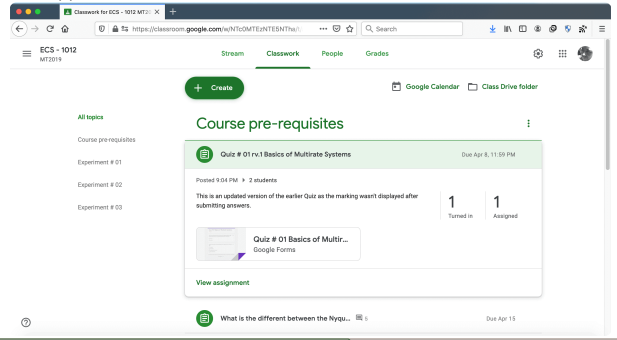 Classwork for ECS - 1012 MT20
https://classroom.google.com/w/NTc0MTEzNTE5NTha/t
Search
ECS - 1012
MT2019
Stream
Classwork
People
Grades
+ Create
Google Calendar
Class Drive folder
All topics
Course pre-requisites
Experiment # 01
Experiment # 02
Experiment # 03
Course pre-requisites
Quiz # 01 rv.1 Basics of Multirate Systems
Due Apr 8, 11:59 PM
Posted 9:04 PM
2 students
This is an updated version of the earlier Quiz as the marking wasn't displayed after
submitting answers.
1
Turned in
1
Assigned
Quiz # 01 Basics of Multir...
Google Forms
View assignment
What is the different between the Nyqu...
5
Due Apr 15